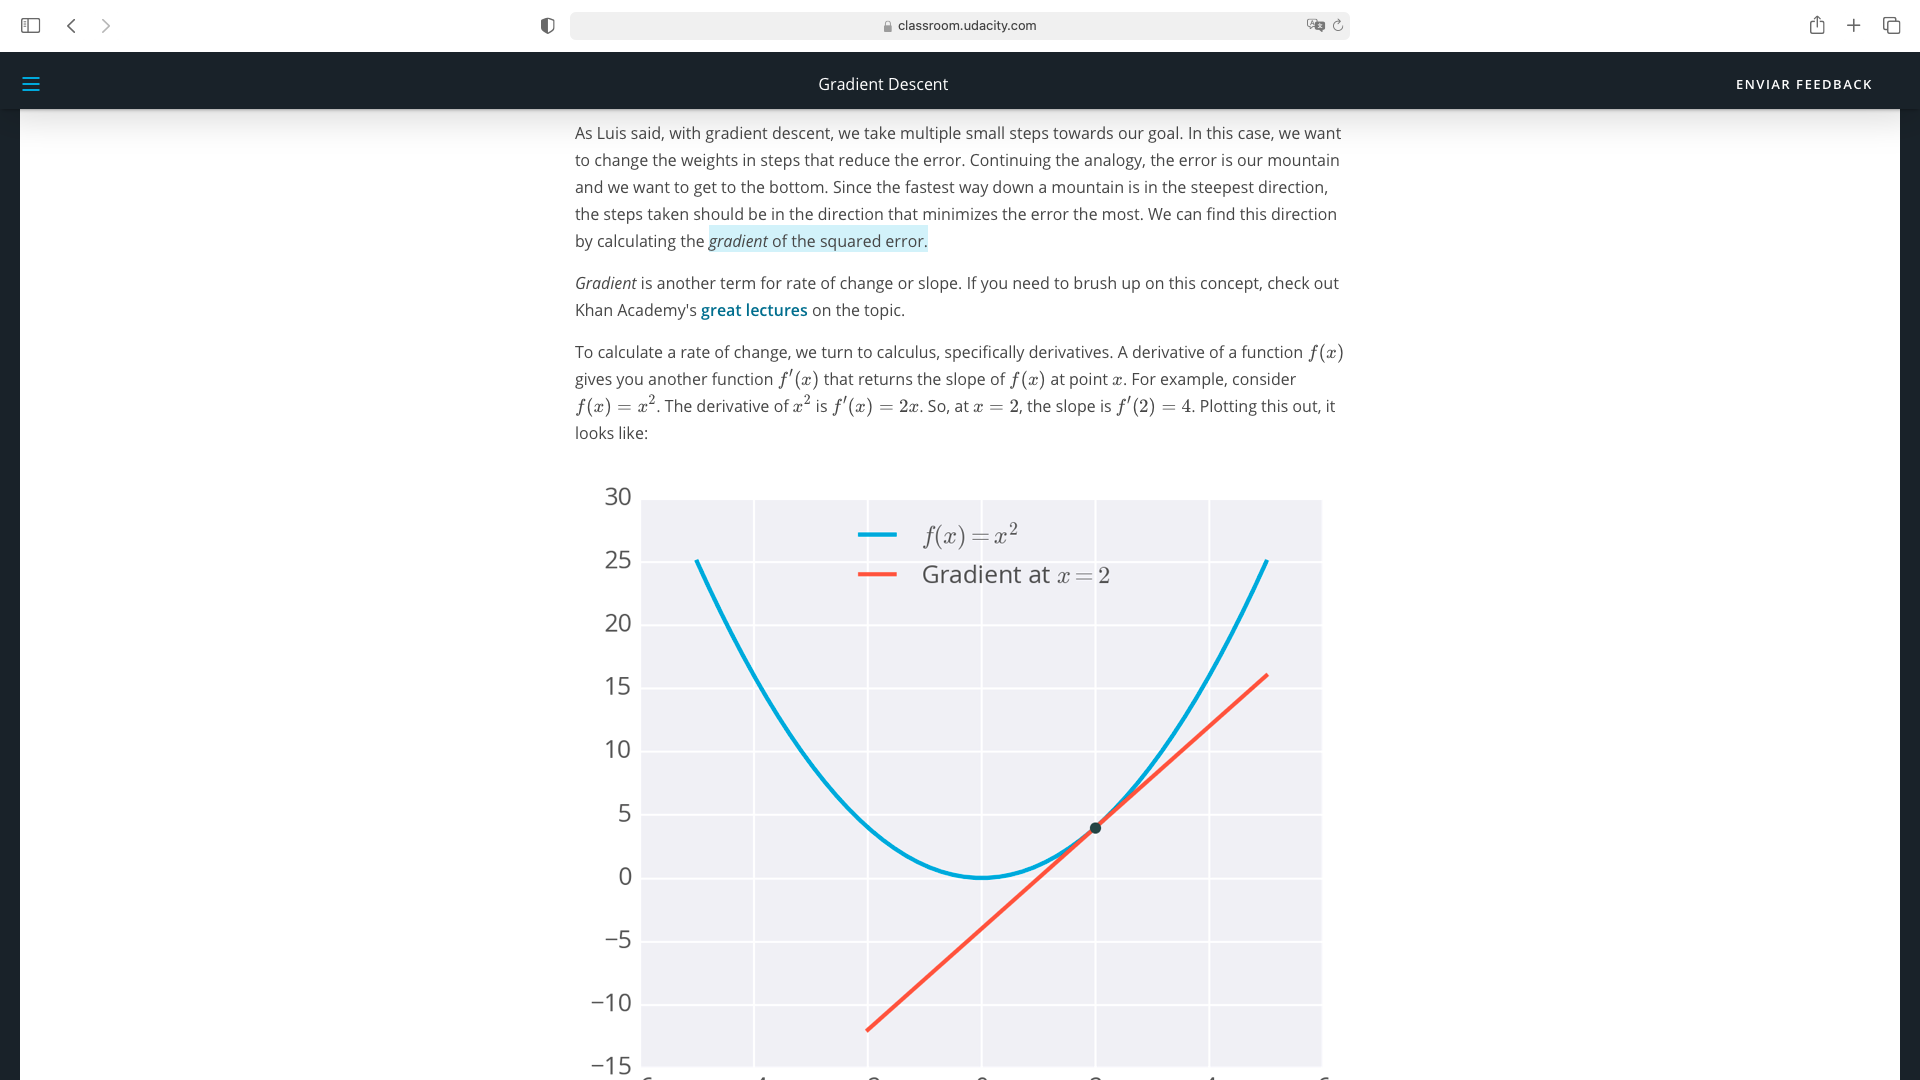 classroom.udacity.com
Gradient Descent
ENVIAR FEEDBACK
As Luis said, with gradient descent, we take multiple small steps towards our goal. In this case, we want
to change the weights in steps that reduce the error. Continuing the analogy, the error is our mountain
and we want to get to the bottom. Since the fastest way down a mountain is in the steepest direction,
the steps taken should be in the direction that minimizes the error the most. We can find this direction
by calculating the gradient of the squared error.
Gradient is another term for rate of change or slope. If you need to brush up on this concept, check out
Khan Academy's great lectures on the topic.
To calculate a rate of change, we turn to calculus, specifically derivatives. A derivative of a function f(x)
gives you another function f′(x) that returns the slope of f(x) at point x. For example, consider
f(x) = x². The derivative of x² is f′(x) = 2x. So, at x = 2, the slope is f′(2) = 4. Plotting this out, it
looks like:
30
f(x) = x²
25
Gradient at x = 2
20
15
10
5
0
−5
−10
−15